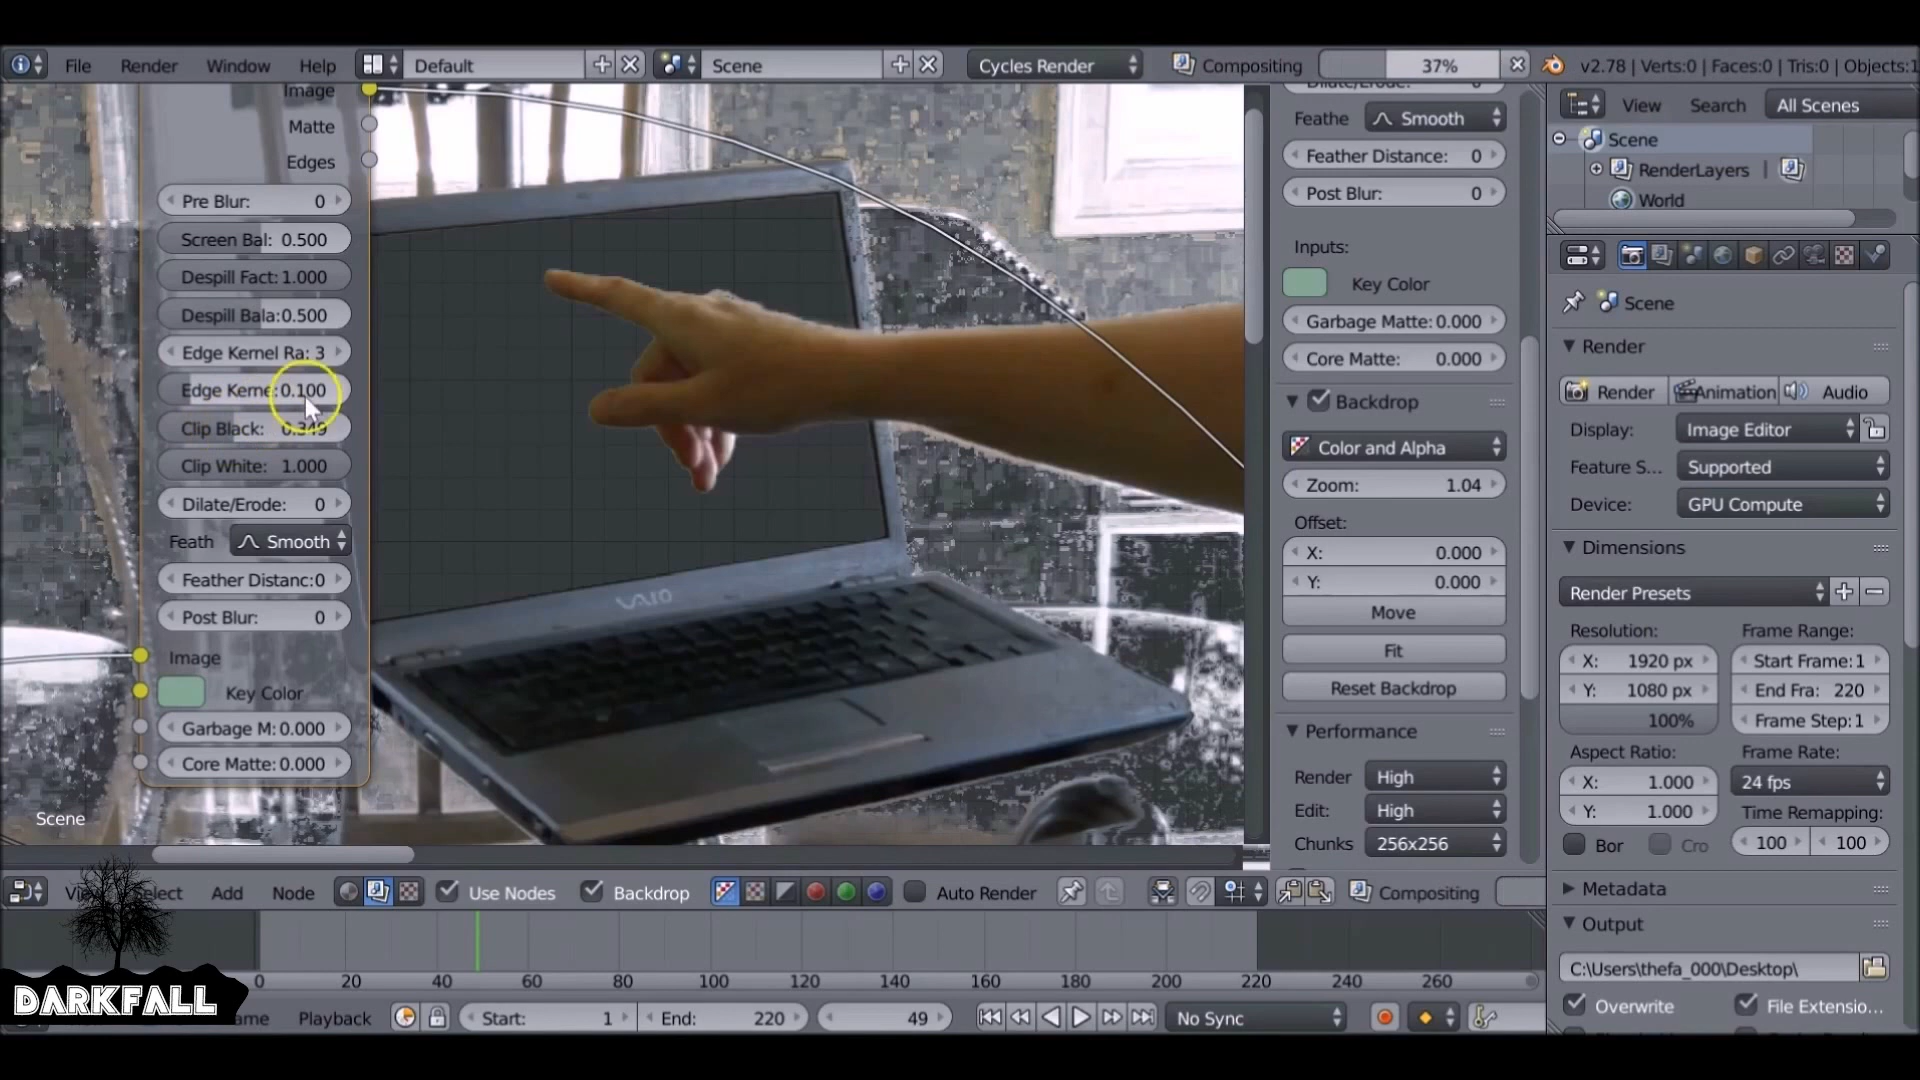 File Render Window Help Default Scene Cycles Render Compositing 37% v2.78 | Verts:0 | Faces:0 | Tris:0 | Objects:1
Image
Matte
Edges
Pre Blur: 0
Screen Bal: 0.500
Despill Fact: 1.000
Despill Bala: 0.500
Edge Kernel Ra: 3
Edge Kerne: 0.100
Clip Black: 0.349
Clip White: 1.000
Dilate/Erode: 0
Feath Smooth
Feather Distanc: 0
Post Blur: 0
Image
Key Color
Garbage M: 0.000
Core Matte: 0.000
Scene
VAIO
Dilate/Erode: 0
Feathe Smooth
Feather Distance: 0
Post Blur: 0
Inputs:
Key Color
Garbage Matte: 0.000
Core Matte: 0.000
Backdrop
Color and Alpha
Zoom: 1.04
Offset:
X: 0.000
Y: 0.000
Move
Fit
Reset Backdrop
Performance
Render High
Edit: High
Chunks 256x256
View Search All Scenes
Scene
RenderLayers |
World
Scene
Render
Render Animation Audio
Display: Image Editor
Feature S... Supported
Device: GPU Compute
Dimensions
Render Presets
Resolution: Frame Range:
X: 1920 px Start Frame: 1
Y: 1080 px End Fra: 220
100% Frame Step: 1
Aspect Ratio: Frame Rate:
X: 1.000 24 fps
Y: 1.000 Time Remapping:
Bor Cro 100 100
Metadata
Output
C:\Users\thefa_000\Desktop\
Overwrite File Extensio...
Add Node Use Nodes Backdrop Auto Render Compositing
0 20 40 60 80 100 120 140 160 180 200 220 240 260
Playback Start: 1 End: 220 49 No Sync
DARKFALL